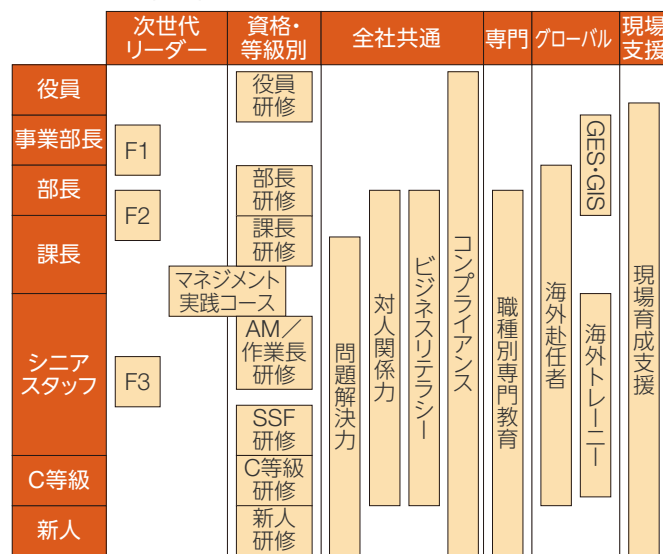 次世代
リーダー
資格・
等級別
全社共通
専門
グローバル
現場
支援
役員
事業部長
部長
課長
シニア
スタッフ
C等級
新人
F1
F2
F3
役員
研修
部長
研修
課長
研修
マネジメント
実践コース
AM／
作業長
研修
SSF
研修
C等級
研修
新人
研修
問題解決力
対人関係力
ビジネスリテラシー
コンプライアンス
職種別専門教育
海外赴任者
GES・GIS
海外トレーニー
現場育成支援